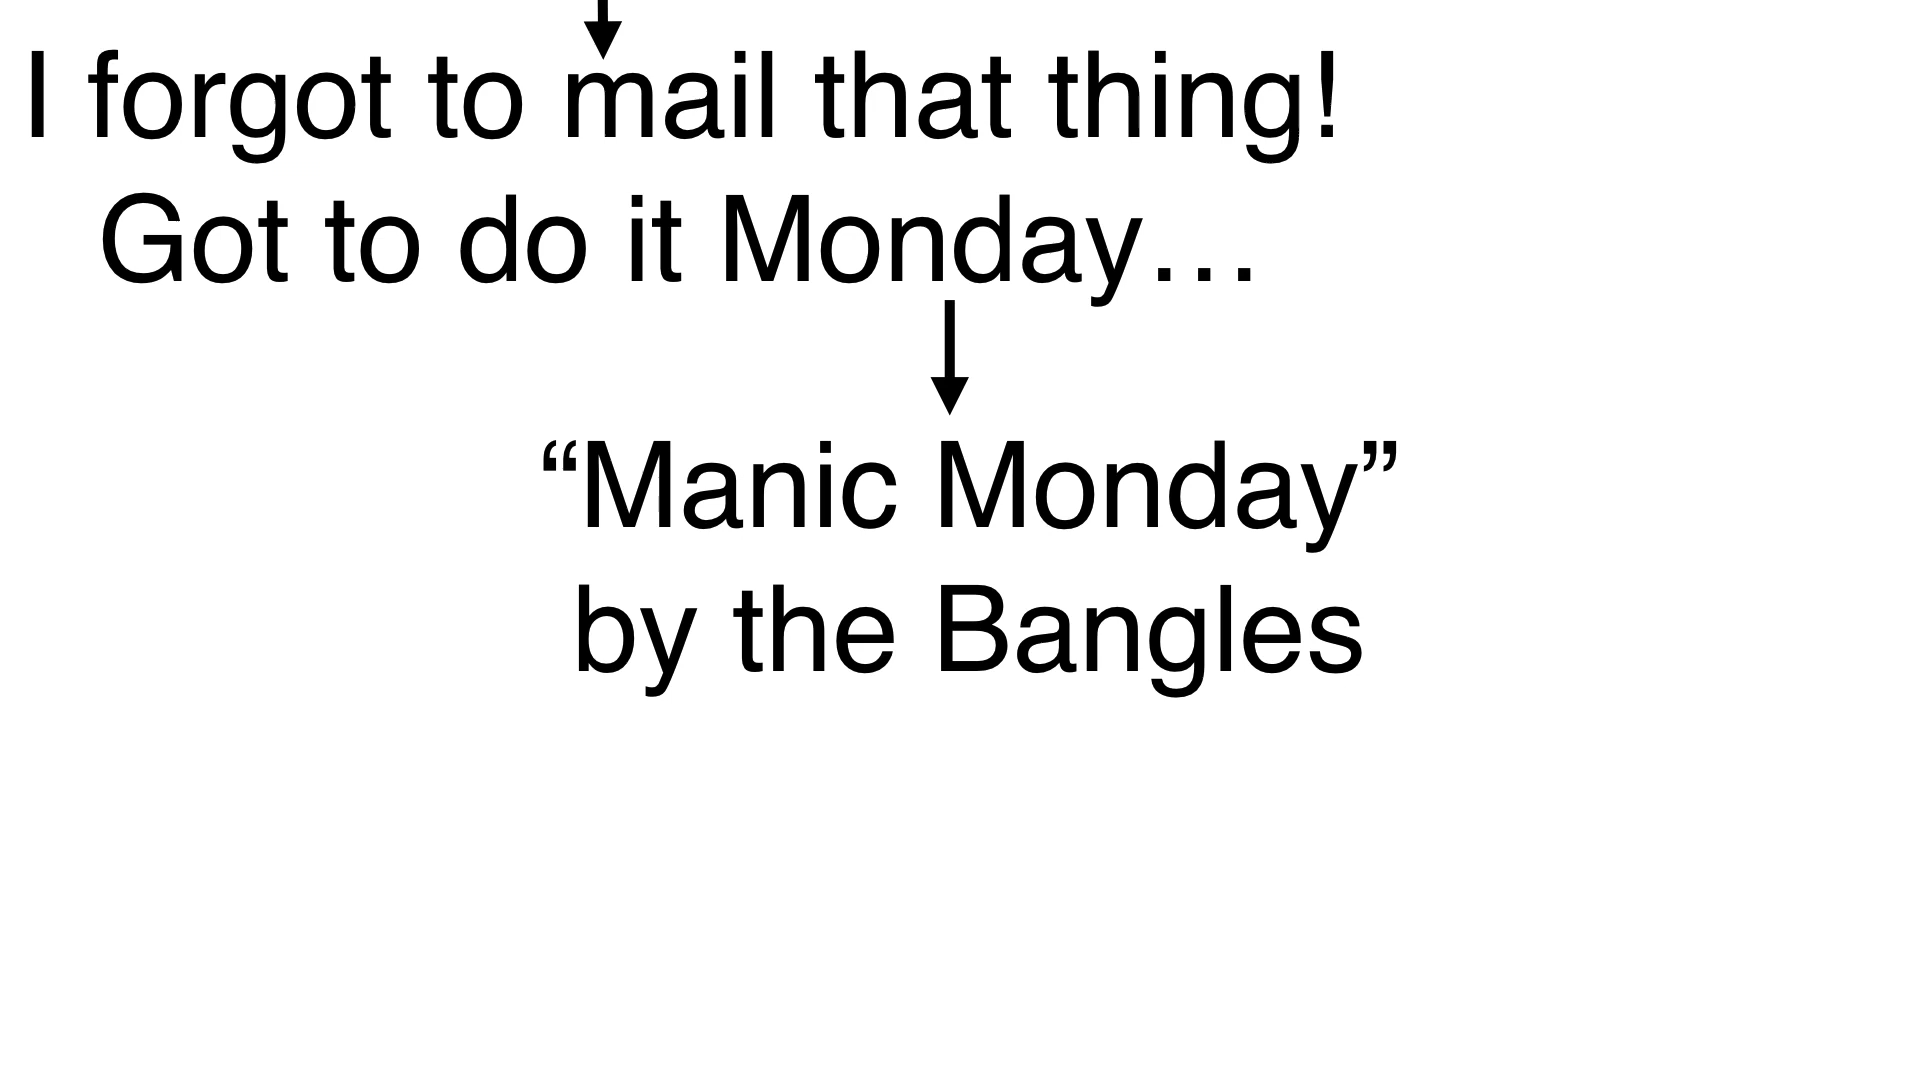 I forgot to mail that thing!
Got to do it Monday…
“Manic Monday”
by the Bangles